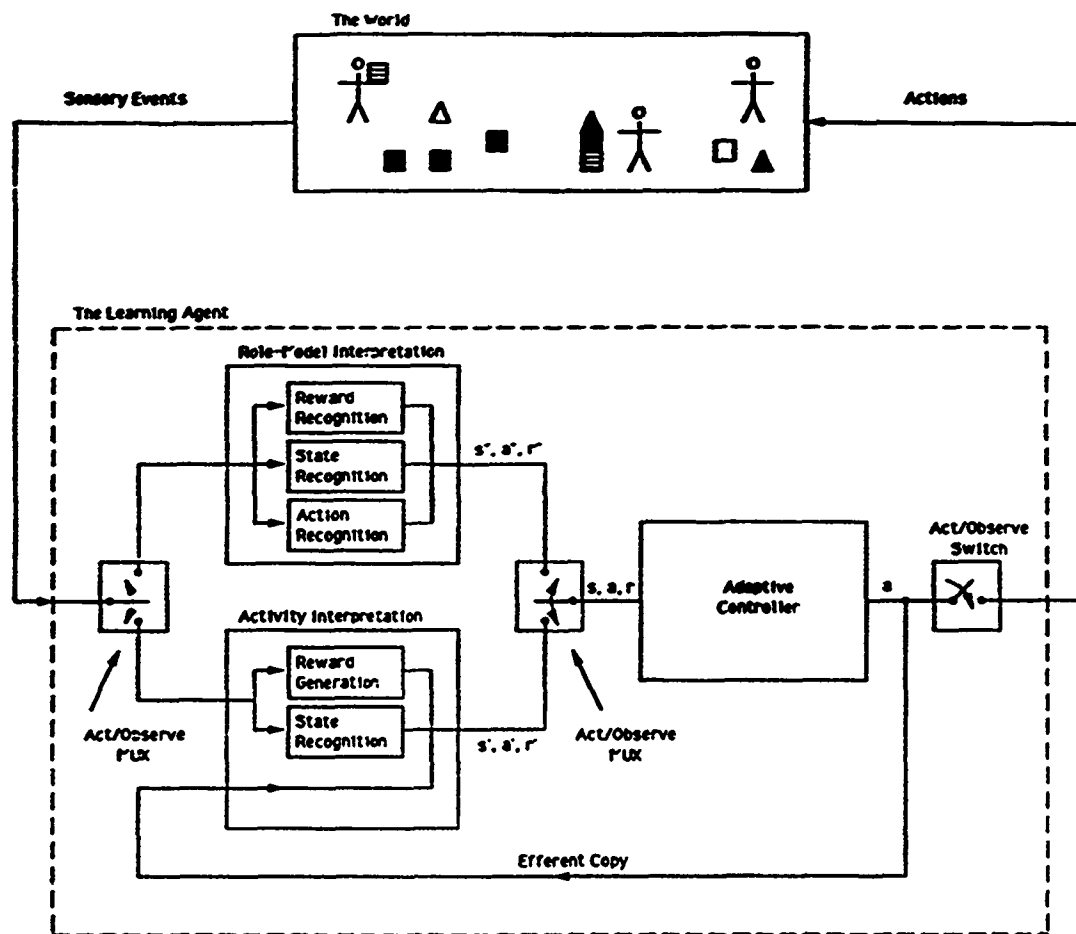 The World
Sensory Events
Actions
The Learning Agent
Role-Model Interpretation
Reward
Recognition
State
Recognition
Action
Recognition
s', a', r'
Act/Observe
Switch
s, a, r
Adaptive
Controller
a
Activity Interpretation
Reward
Generation
State
Recognition
s', a', r'
Act/Observe
MUX
Act/Observe
MUX
Efferent Copy